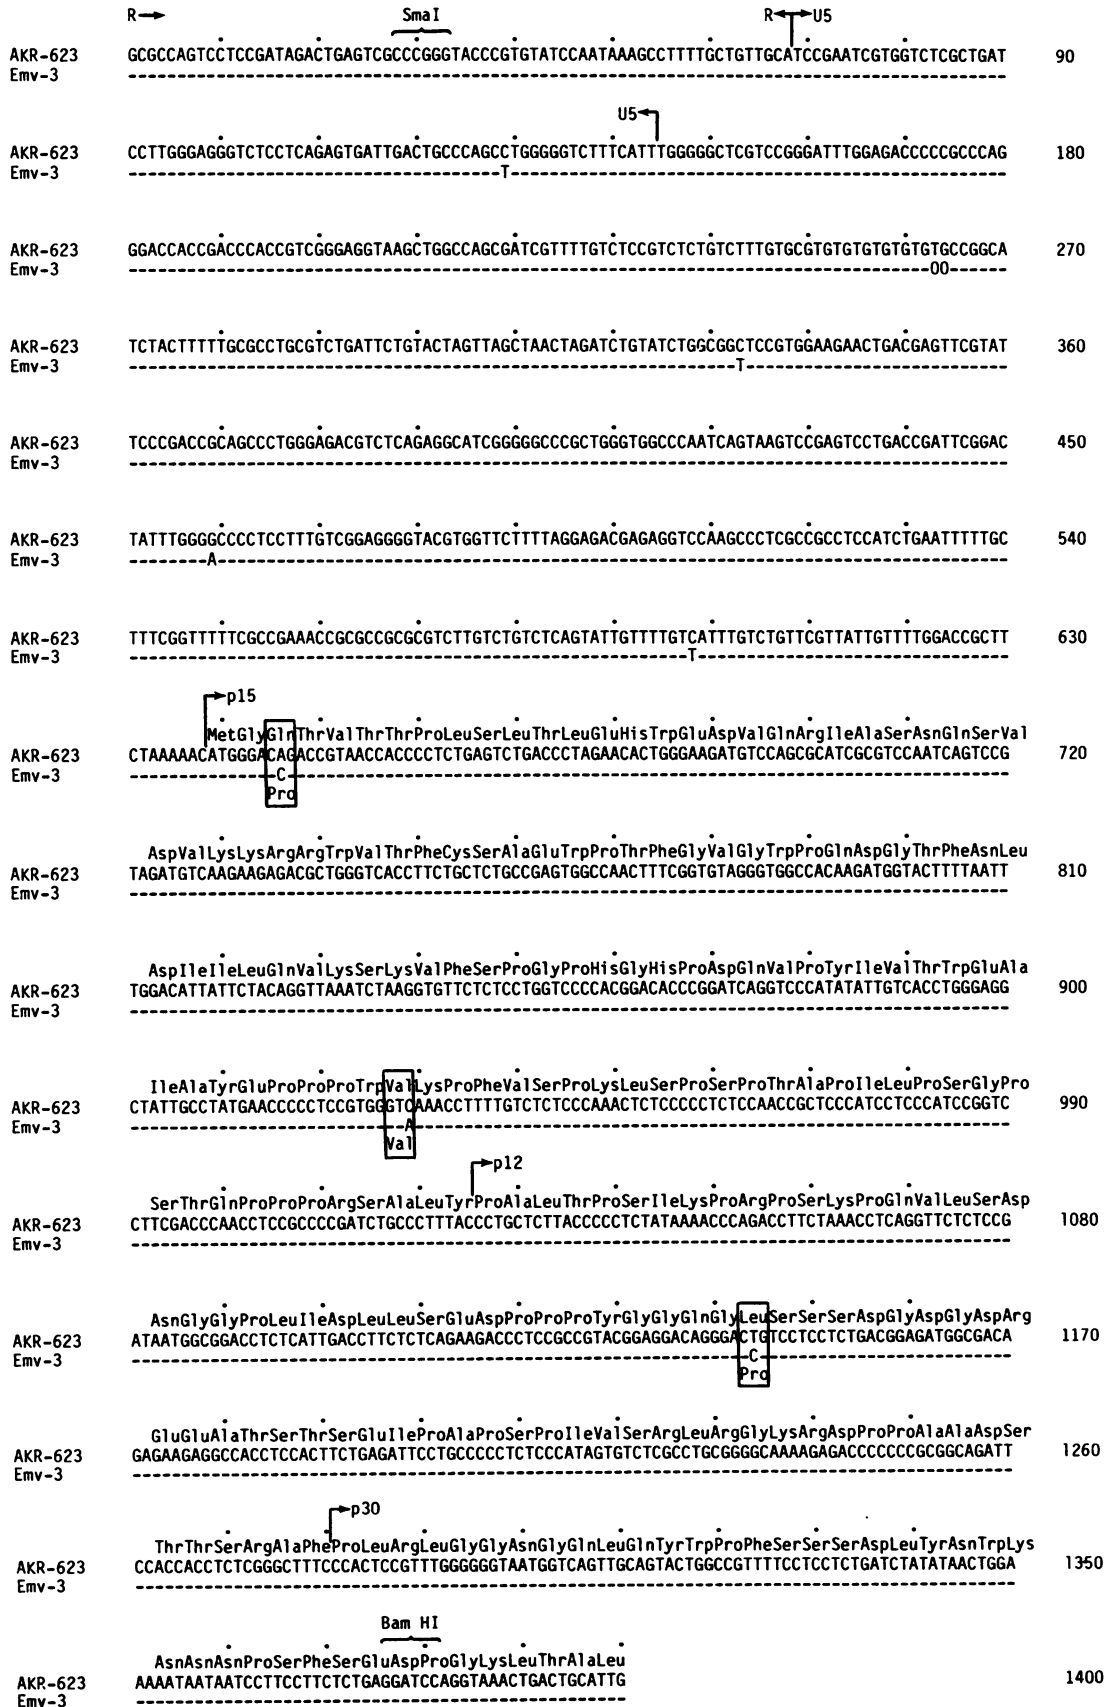 R→ SmaI R←→U5
AKR-623 GCGCCAGTCCTCCGATAGACTGAGTCGCCCGGGTACCCGTGTATCCAATAAAGCCTTTTGCTGTTGCATCCGAATCGTGGTCTCGCTGAT 90
Emv-3 ------------------------------------------------------------------------------------------
U5←
AKR-623 CCTTGGGAGGGTCTCCTCAGAGTGATTGACTGCCCAGCCTGGGGGTCTTTCATTTGGGGGCTCGTCCGGGATTTGGAGACCCCCGCCCAG 180
Emv-3 --------------------------------------T---------------------------------------------------
AKR-623 GGACCACCGACCCACCGTCGGGAGGTAAGCTGGCCAGCGATCGTTTTGTCTCCGTCTCTGTCTTTGTGCGTGTGTGTGTGTGTGCCGGCA 270
Emv-3 ----------------------------------------------------------------------------------OO------
AKR-623 TCTACTTTTTGCGCCTGCGTCTGATTCTGTACTAGTTAGCTAACTAGATCTGTATCTGGCGGCTCCGTGGAAGAACTGACGAGTTCGTAT 360
Emv-3 --------------------------------------------------------------T---------------------------
AKR-623 TCCCGACCGCAGCCCTGGGAGACGTCTCAGAGGCATCGGGGGCCCGCTGGGTGGCCCAATCAGTAAGTCCGAGTCCTGACCGATTCGGAC 450
Emv-3 ------------------------------------------------------------------------------------------
AKR-623 TATTTGGGGCCCCTCCTTTGTCGGAGGGGTACGTGGTTCTTTTAGGAGACGAGAGGTCCAAGCCCTCGCCGCCTCCATCTGAATTTTTGC 540
Emv-3 --------A---------------------------------------------------------------------------------
AKR-623 TTTCGGTTTTTCGCCGAAACCGCGCCGCGCGTCTTGTCTGTCTCAGTATTGTTTTGTCATTTGTCTGTTCGTTATTGTTTTGGACCGCTT 630
Emv-3 ---------------------------------------------------------T--------------------------------
→p15
MetGlyGlnThrValThrThrProLeuSerLeuThrLeuGluHisTrpGluAspValGlnArgIleAlaSerAsnGlnSerVal
AKR-623 CTAAAAACATGGGACAGACCGTAACCACCCCTCTGAGTCTGACCCTAGAACACTGGGAAGATGTCCAGCGCATCGCGTCCAATCAGTCCG 720
Emv-3 ---------------C--------------------------------------------------------------------------
Pro
AspValLysLysArgArgTrpValThrPheCysSerAlaGluTrpProThrPheGlyValGlyTrpProGlnAspGlyThrPheAsnLeu
AKR-623 TAGATGTCAAGAAGAGACGCTGGGTCACCTTCTGCTCTGCCGAGTGGCCAACTTTCGGTGTAGGGTGGCCACAAGATGGTACTTTTAATT 810
Emv-3 ------------------------------------------------------------------------------------------
AspIleIleLeuGlnValLysSerLysValPheSerProGlyProHisGlyHisProAspGlnValProTyrIleValThrTrpGluAla
AKR-623 TGGACATTATTCTACAGGTTAAATCTAAGGTGTTCTCTCCTGGTCCCCACGGACACCCGGATCAGGTCCCATATATTGTCACCTGGGAGG 900
Emv-3 ------------------------------------------------------------------------------------------
IleAlaTyrGluProProProTrpValLysProPheValSerProLysLeuSerProSerProThrAlaProIleLeuProSerGlyPro
AKR-623 CTATTGCCTATGAACCCCCTCCGTGGGTCAAACCTTTTGTCTCTCCCAAACTCTCCCCCTCTCCAACCGCTCCCATCCTCCCATCCGGTC 990
Emv-3 ----------------------------A-------------------------------------------------------------
Val
→p12
SerThrGlnProProProArgSerAlaLeuTyrProAlaLeuThrProSerIleLysProArgProSerLysProGlnValLeuSerAsp
AKR-623 CTTCGACCCAACCTCCGCCCCGATCTGCCCTTTACCCTGCTCTTACCCCCTCTATAAAACCCAGACCTTCTAAACCTCAGGTTCTCTCCG 1080
Emv-3 ------------------------------------------------------------------------------------------
AsnGlyGlyProLeuIleAspLeuLeuSerGluAspProProProTyrGlyGlyGlnGlyLeuSerSerSerAspGlyAspGlyAspArg
AKR-623 ATAATGGCGGACCTCTCATTGACCTTCTCTCAGAAGACCCTCCGCCGTACGGAGGACAGGGACTGTCCTCCTCTGACGGAGATGGCGACA 1170
Emv-3 ---------------------------------------------------------------C--------------------------
Pro
GluGluAlaThrSerThrSerGluIleProAlaProSerProIleValSerArgLeuArgGlyLysArgAspProProAlaAlaAspSer
AKR-623 GAGAAGAGGCCACCTCCACTTCTGAGATTCCTGCCCCCTCTCCCATAGTGTCTCGCCTGCGGGGCAAAAGAGACCCCCCCGCGGCAGATT 1260
Emv-3 ------------------------------------------------------------------------------------------
→p30
ThrThrSerArgAlaPheProLeuArgLeuGlyGlyAsnGlyGlnLeuGlnTyrTrpProPheSerSerSerAspLeuTyrAsnTrpLys
AKR-623 CCACCACCTCTCGGGCTTTCCCACTCCGTTTGGGGGGTAATGGTCAGTTGCAGTACTGGCCGTTTTCCTCCTCTGATCTATATAACTGGA 1350
Emv-3 ------------------------------------------------------------------------------------------
Bam HI
AsnAsnAsnProSerPheSerGluAspProGlyLysLeuThrAlaLeu
AKR-623 AAAATAATAATCCTTCCTTCTCTGAGGATCCAGGTAAACTGACTGCATTG 1400
Emv-3 --------------------------------------------------